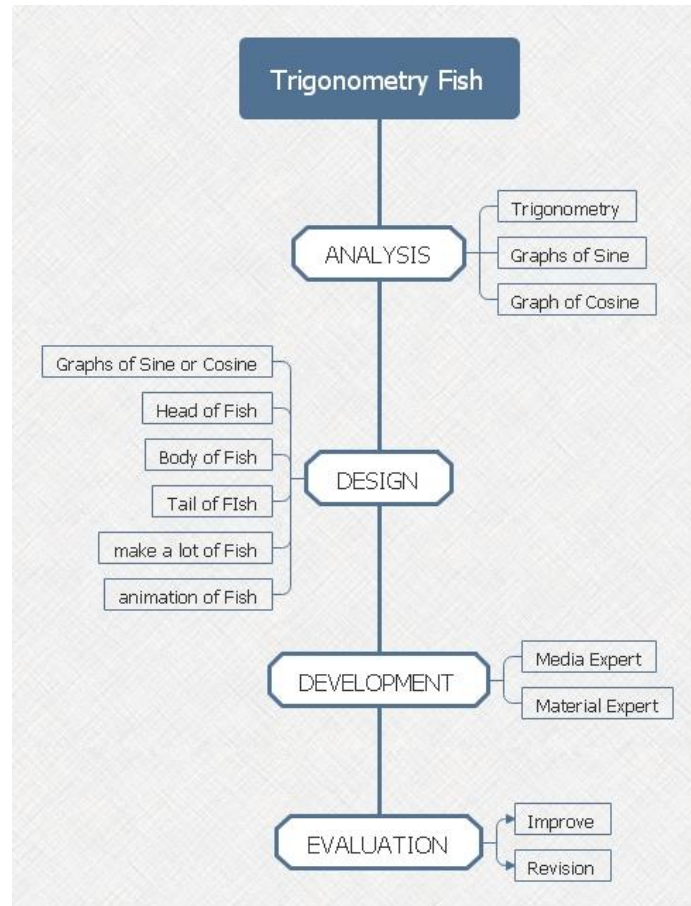 Trigonometry Fish
ANALYSIS
Trigonometry
Graphs of Sine
Graph of Cosine
DESIGN
Graphs of Sine or Cosine
Head of Fish
Body of Fish
Tail of FIsh
make a lot of Fish
animation of Fish
DEVELOPMENT
Media Expert
Material Expert
EVALUATION
Improve
Revision